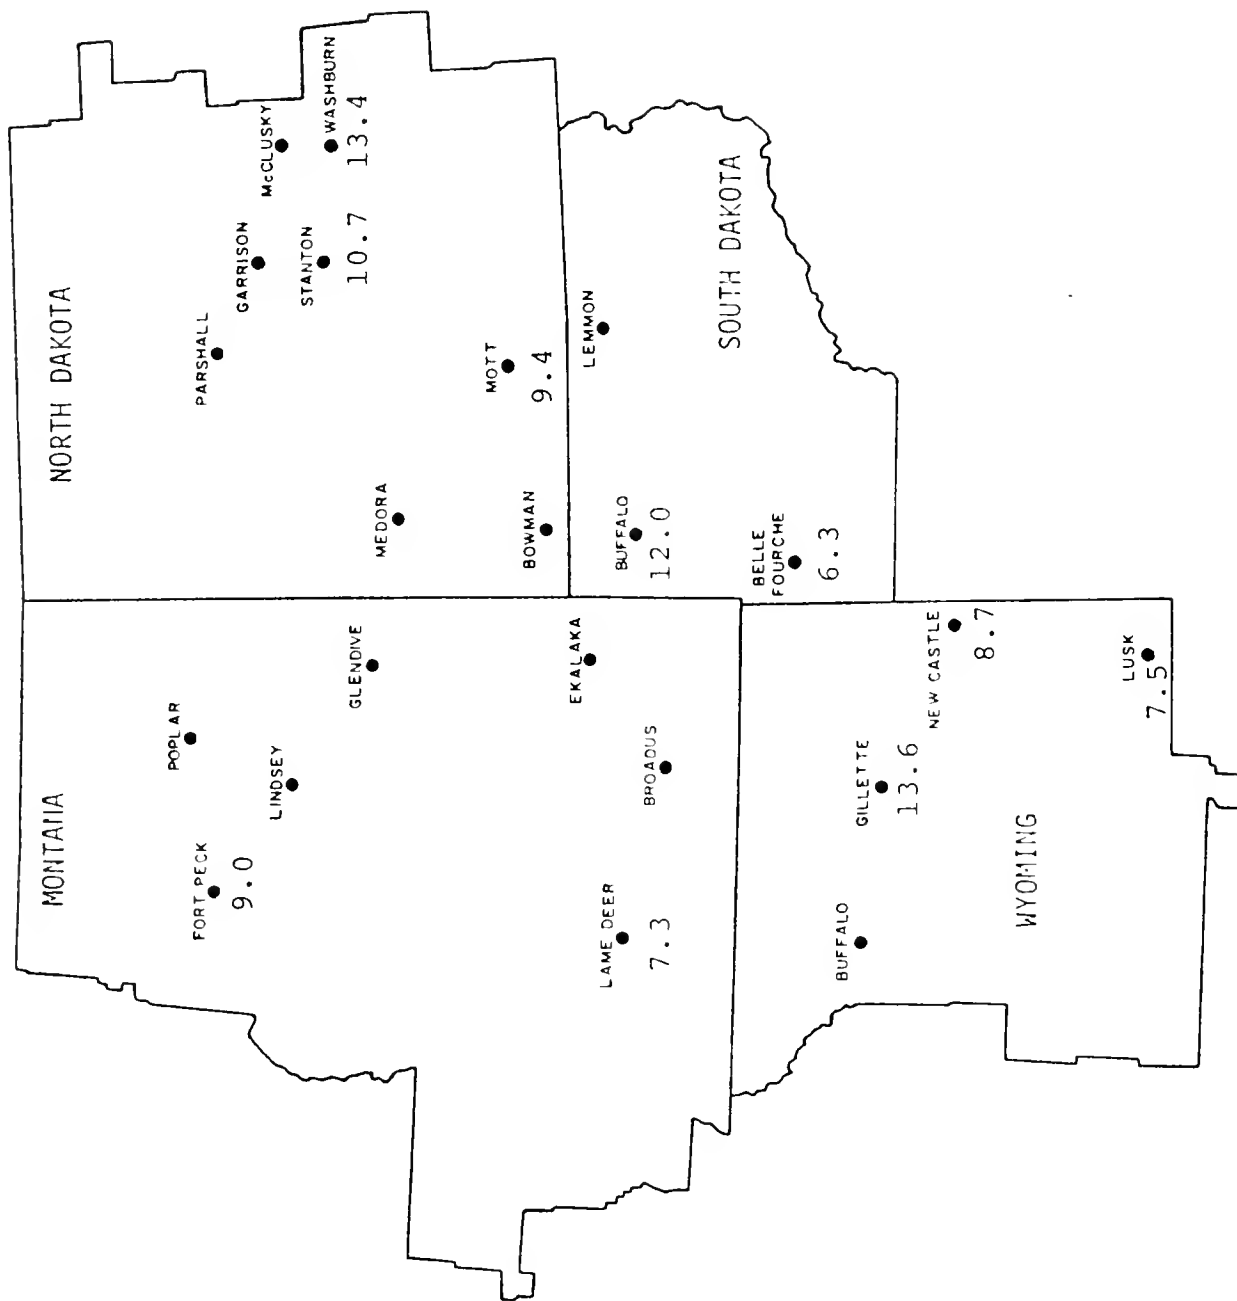 MONTANA
POPLAR
FORT PECK
9.0
LINDSEY
GLENDIVE
LAME DEER
7.3
BROADUS
EKALAKA
NORTH DAKOTA
PARSHALL
GARRISON
McCLUSKY
STANTON
10.7
WASHBURN
13.4
MEDORA
MOTT
9.4
BOWMAN
SOUTH DAKOTA
LEMMON
BUFFALO
12.0
BELLE
FOURCHE
6.3
WYOMING
BUFFALO
GILLETTE
13.6
NEW CASTLE
8.7
LUSK
7.5